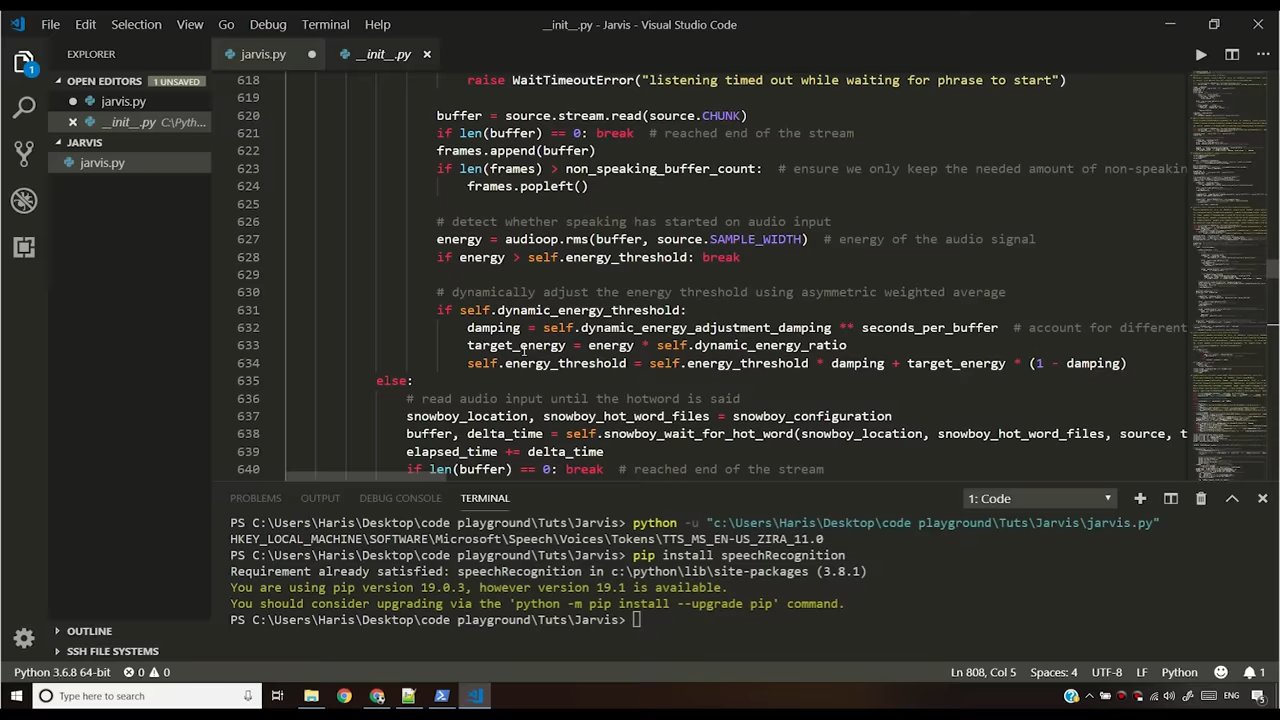 File Edit Selection View Go Debug Terminal Help
__init__.py - Jarvis - Visual Studio Code
EXPLORER
jarvis.py
__init__.py
OPEN EDITORS 1 UNSAVED
jarvis.py
__init__.py C:\Pyth...
JARVIS
jarvis.py
618 raise WaitTimeoutError("listening timed out while waiting for phrase to start")
619
620 buffer = source.stream.read(source.CHUNK)
621 if len(buffer) == 0: break # reached end of the stream
622 frames.append(buffer)
623 if len(frames) > non_speaking_buffer_count: # ensure we only keep the needed amount of non-speakin
624 frames.popleft()
625
626 # detect whether speaking has started on audio input
627 energy = audioop.rms(buffer, source.SAMPLE_WIDTH) # energy of the audio signal
628 if energy > self.energy_threshold: break
629
630 # dynamically adjust the energy threshold using asymmetric weighted average
631 if self.dynamic_energy_threshold:
632 damping = self.dynamic_energy_adjustment_damping ** seconds_per_buffer # account for different
633 target_energy = energy * self.dynamic_energy_ratio
634 self.energy_threshold = self.energy_threshold * damping + target_energy * (1 - damping)
635 else:
636 # read audio input until the hotword is said
637 snowboy_location, snowboy_hot_word_files = snowboy_configuration
638 buffer, delta_time = self.snowboy_wait_for_hot_word(snowboy_location, snowboy_hot_word_files, source, t
639 elapsed_time += delta_time
640 if len(buffer) == 0: break # reached end of the stream
PROBLEMS OUTPUT DEBUG CONSOLE TERMINAL
1: Code
PS C:\Users\Haris\Desktop\code playground\Tuts\Jarvis> python -u "c:\Users\Haris\Desktop\code playground\Tuts\Jarvis\jarvis.py"
HKEY_LOCAL_MACHINE\SOFTWARE\Microsoft\Speech\Voices\Tokens\TTS_MS_EN-US_ZIRA_11.0
PS C:\Users\Haris\Desktop\code playground\Tuts\Jarvis> pip install speechRecognition
Requirement already satisfied: speechRecognition in c:\python\lib\site-packages (3.8.1)
You are using pip version 19.0.3, however version 19.1 is available.
You should consider upgrading via the 'python -m pip install --upgrade pip' command.
PS C:\Users\Haris\Desktop\code playground\Tuts\Jarvis>
OUTLINE
SSH FILE SYSTEMS
Python 3.6.8 64-bit 0 0
Ln 808, Col 5 Spaces: 4 UTF-8 LF Python 1
Type here to search
ENG